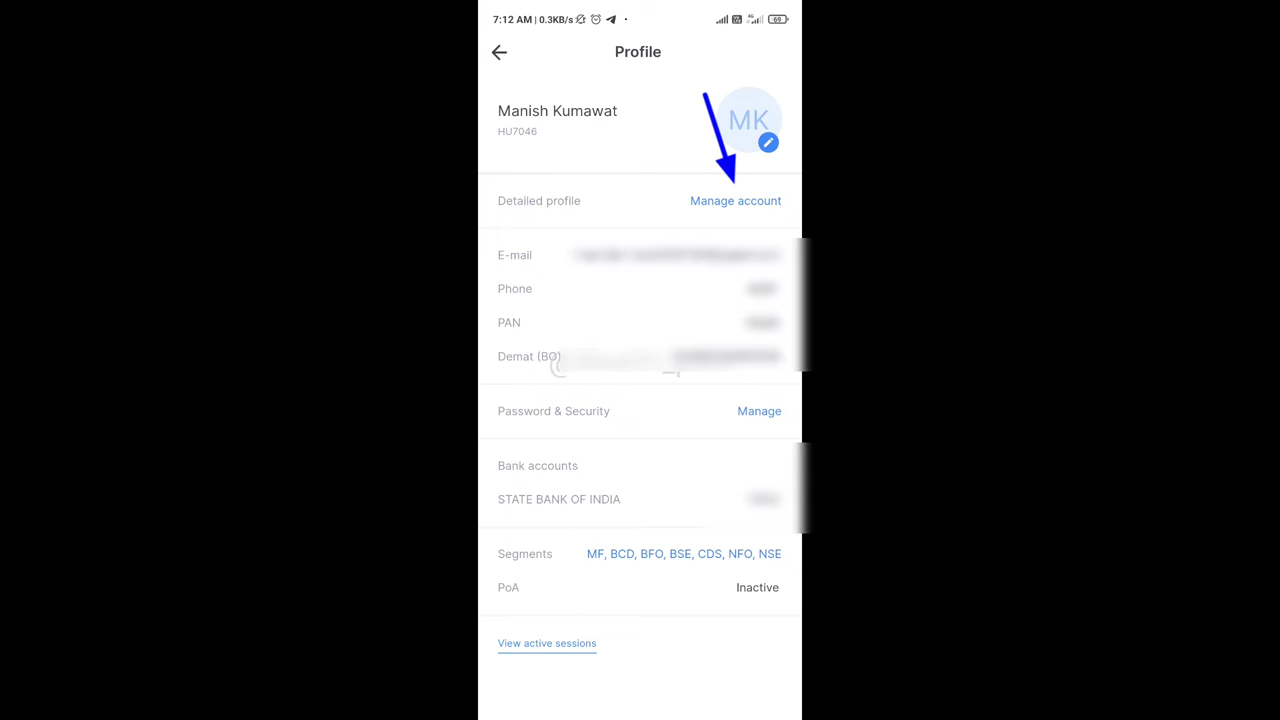 7:12 AM | 0.3KB/s
4G
69
Profile
Manish Kumawat
HU7046
MK
Detailed profile Manage account
E-mail
Phone
PAN
Demat (BO)
Password & Security Manage
Bank accounts
STATE BANK OF INDIA
Segments MF, BCD, BFO, BSE, CDS, NFO, NSE
PoA Inactive
View active sessions